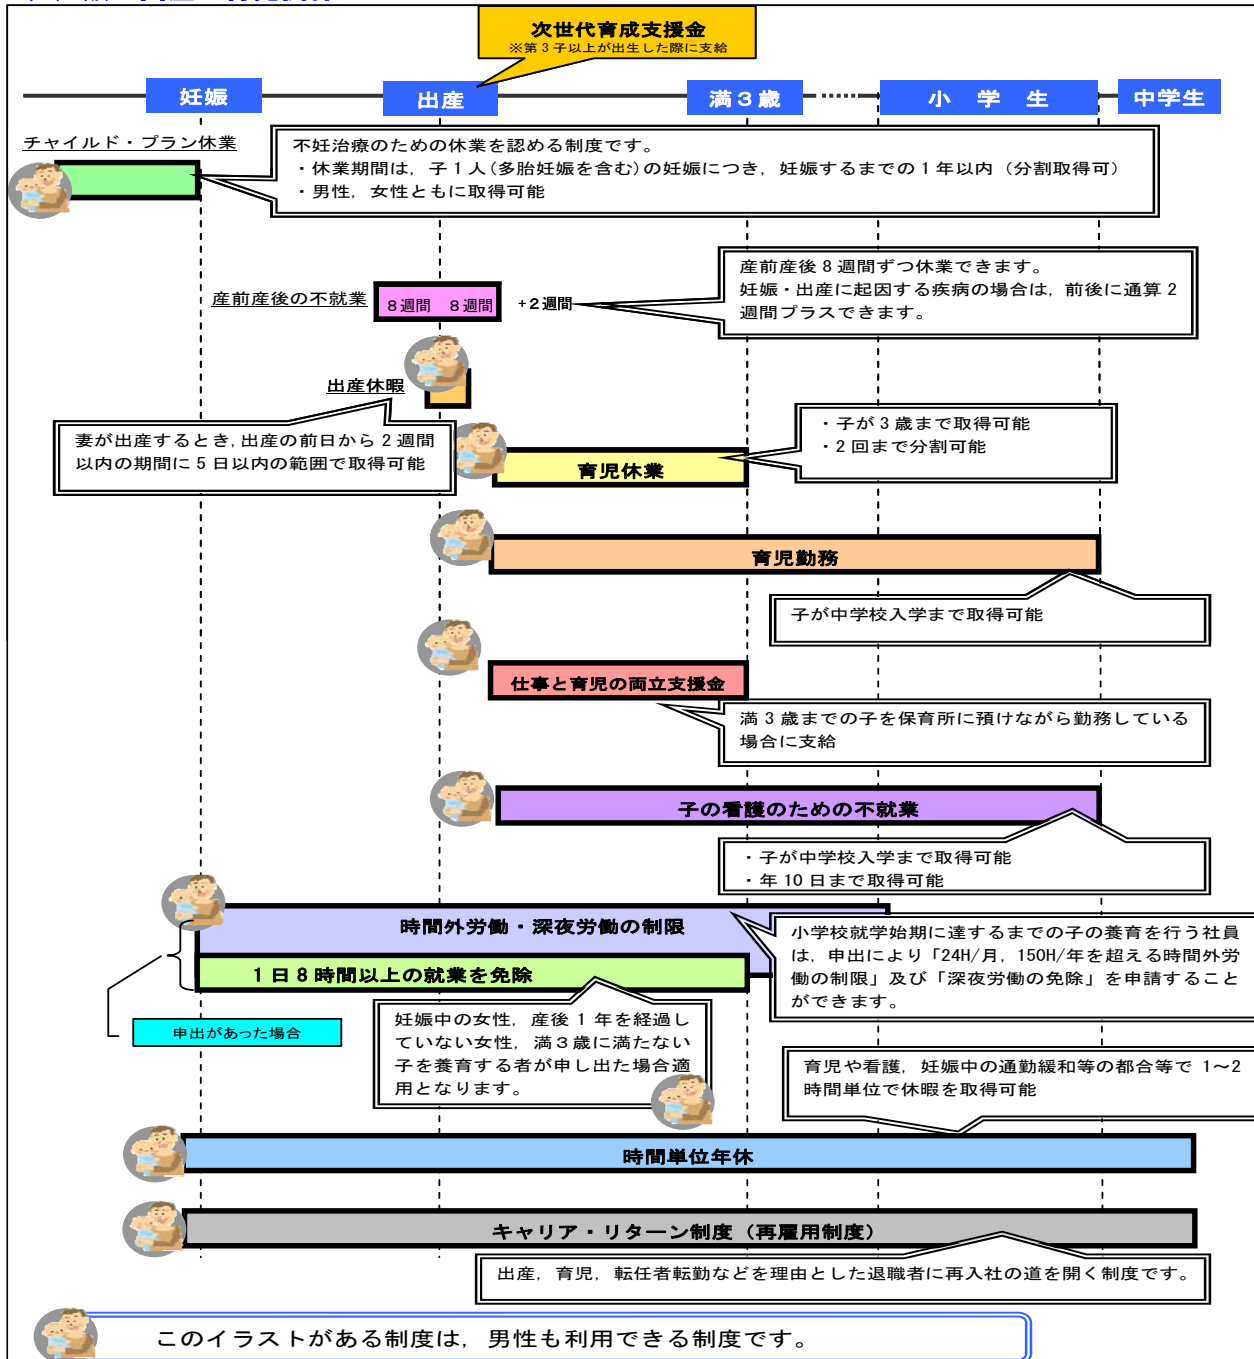 次世代育成支援金
※第３子以上が出生した際に支給
妊娠
出産
満３歳
小 学 生
中学生
チャイルド・プラン休業
不妊治療のための休業を認める制度です。
・休業期間は，子１人(多胎妊娠を含む)の妊娠につき，妊娠するまでの１年以内（分割取得可）
・男性，女性ともに取得可能
産前産後の不就業
８週間 ８週間
＋２週間
産前産後８週間ずつ休業できます。
妊娠・出産に起因する疾病の場合は，前後に通算２
週間プラスできます。
出産休暇
妻が出産するとき，出産の前日から２週間
以内の期間に５日以内の範囲で取得可能
・子が３歳まで取得可能
・２回まで分割可能
育児休業
育児勤務
子が中学校入学まで取得可能
仕事と育児の両立支援金
満３歳までの子を保育所に預けながら勤務している
場合に支給
子の看護のための不就業
・子が中学校入学まで取得可能
・年10日まで取得可能
時間外労働・深夜労働の制限
小学校就学始期に達するまでの子の養育を行う社員
は，申出により「24H/月，150H/年を超える時間外労
働の制限」及び「深夜労働の免除」を申請すること
ができます。
１日８時間以上の就業を免除
申出があった場合
妊娠中の女性，産後１年を経過し
ていない女性，満３歳に満たない
子を養育する者が申し出た場合適
用となります。
育児や看護，妊娠中の通勤緩和等の都合等で 1～2
時間単位で休暇を取得可能
時間単位年休
キャリア・リターン制度（再雇用制度）
出産，育児，転任者転勤などを理由とした退職者に再入社の道を開く制度です。
このイラストがある制度は，男性も利用できる制度です。